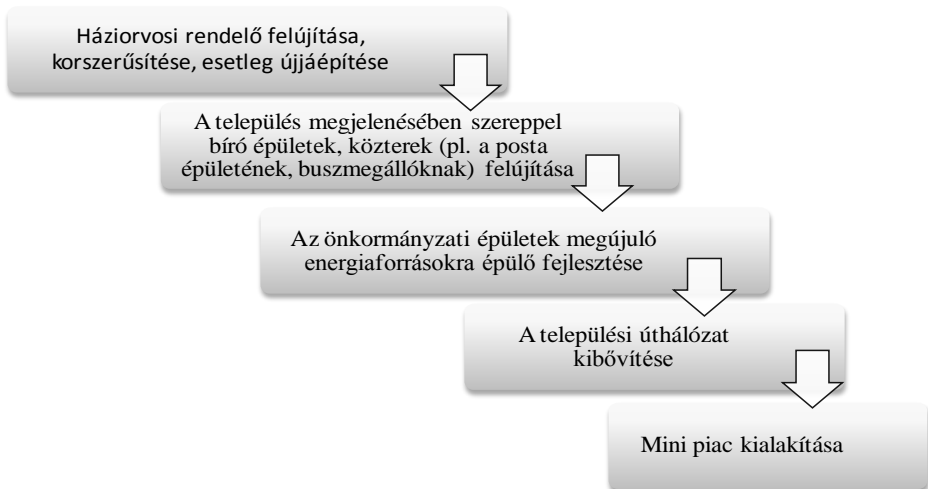 Háziorvosi rendelő felújítása,
korszerűsítése, esetleg újjáépítése
A település megjelenésében szereppel
bíró épületek, közterek (pl. a posta
épületének, buszmegállóknak) felújítása
Az önkormányzati épületek megújuló
energiaforrásokra épülő fejlesztése
A települési úthálózat
kibővítése
Mini piac kialakítása